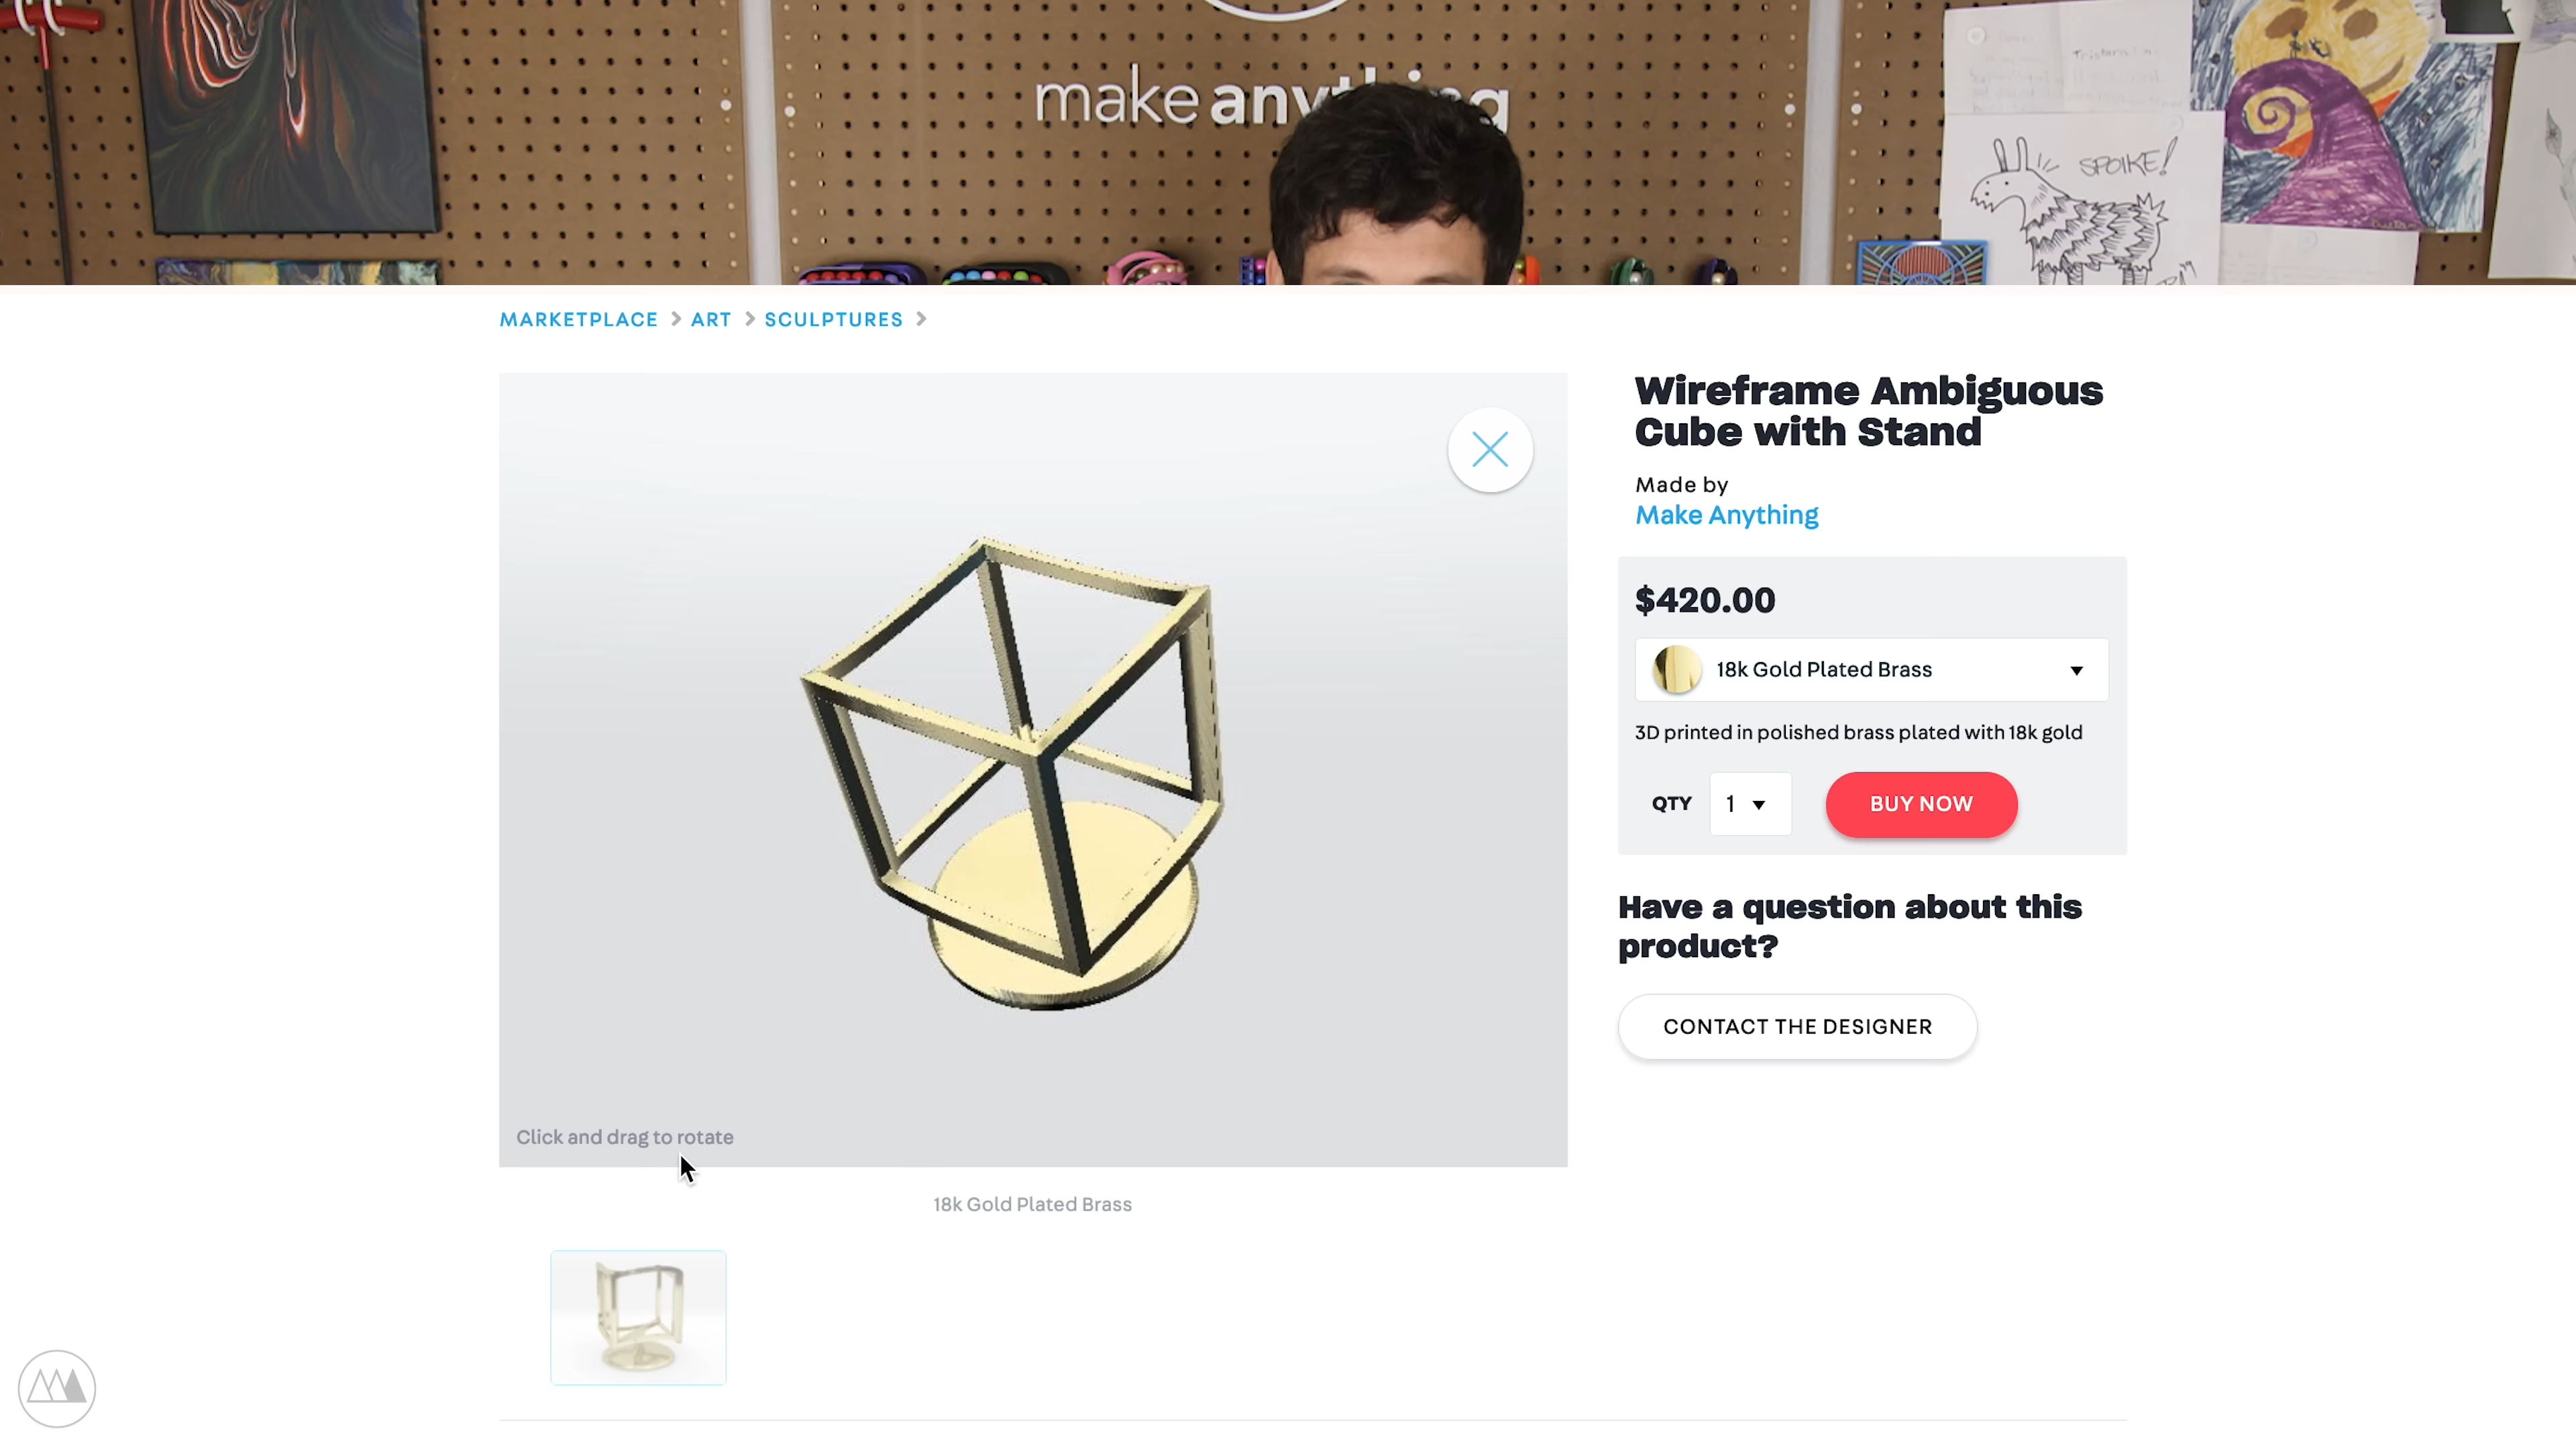 make anything
Tristan
SPOIKE!
MARKETPLACE > ART > SCULPTURES >
Wireframe Ambiguous
Cube with Stand
Made by
Make Anything
$420.00
18k Gold Plated Brass
3D printed in polished brass plated with 18k gold
QTY 1 BUY NOW
Have a question about this
product?
CONTACT THE DESIGNER
Click and drag to rotate
18k Gold Plated Brass